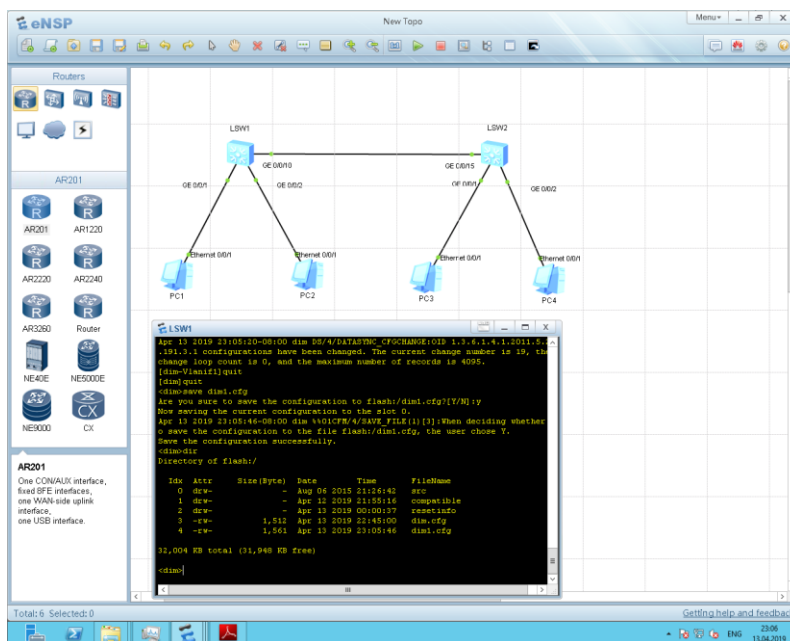 eNSP
New Topo
Menu
Routers
AR201
AR201
AR1220
AR2220
AR2240
AR3260
Router
NE40E
NE5000E
NE9000
CX
AR201
One CON/AUX interface,
fixed 8FE interfaces,
one WAN-side uplink
interface,
one USB interface.
LSW1
LSW2
GE 0/0/10
GE 0/0/15
GE 0/0/1
GE 0/0/2
GE 0/0/1
GE 0/0/2
Ethernet 0/0/1
Ethernet 0/0/1
Ethernet 0/0/1
Ethernet 0/0/1
PC1
PC2
PC3
PC4
LSW1
Apr 13 2019 23:05:20-08:00 dim DS/4/DATASYNC_CFGCHANGE:OID 1.3.6.1.4.1.2011.5.
.191.3.1 configurations have been changed. The current change number is 19, the
change loop count is 0, and the maximum number of records is 4095.
[dim-Vlanif1]quit
[dim]quit
<dim>save dim1.cfg
Are you sure to save the configuration to flash:/dim1.cfg?[Y/N]:y
Now saving the current configuration to the slot 0.
Apr 13 2019 23:05:46-08:00 dim %%01CFM/4/SAVE_FILE(l)[3]:When deciding whether
o save the configuration to the file flash:/dim1.cfg, the user chose Y.
Save the configuration successfully.
<dim>dir
Directory of flash:/
Idx Attr Size(Byte) Date Time FileName
0 drw- - Aug 06 2015 21:26:42 src
1 drw- - Apr 12 2019 21:55:16 compatible
2 drw- - Apr 13 2019 00:00:37 resetinfo
3 -rw- 1,512 Apr 13 2019 22:45:00 dim.cfg
4 -rw- 1,561 Apr 13 2019 23:05:46 dim1.cfg
32,004 KB total (31,948 KB free)
<dim>
Total: 6 Selected: 0
Getting help and feedbac
ENG
23:06
13.04.2019